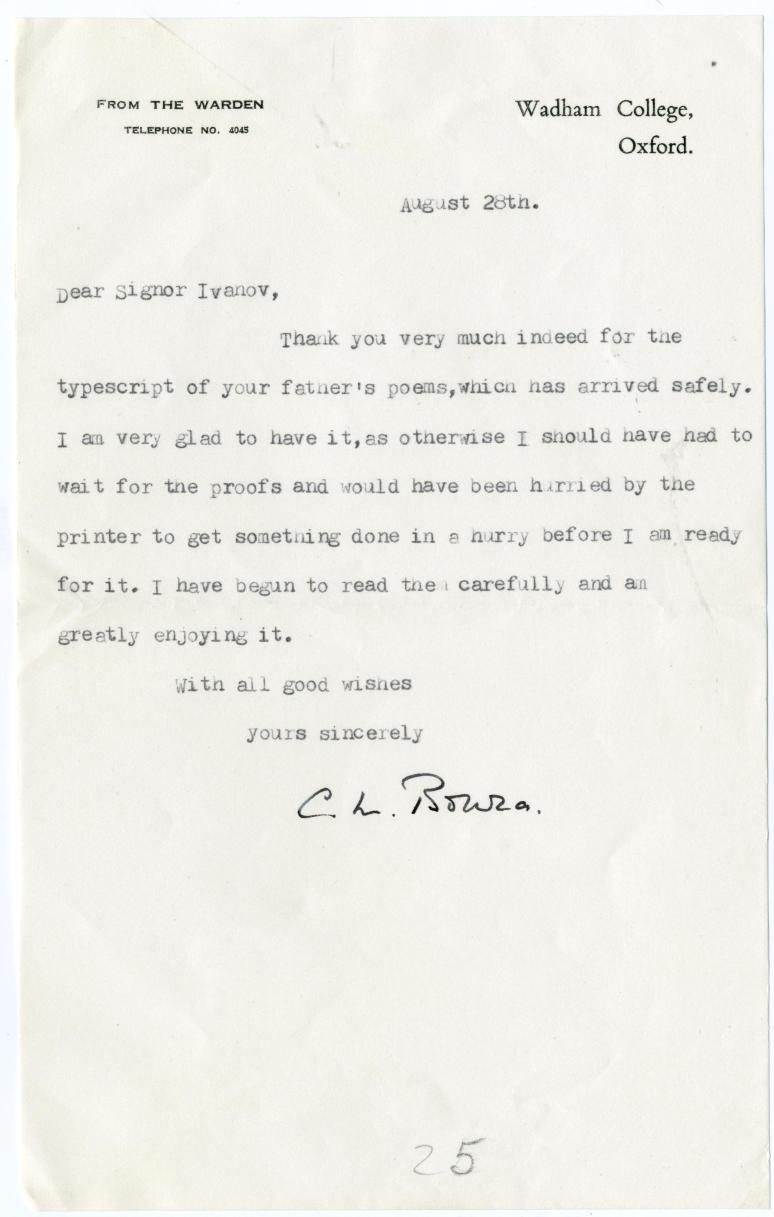 FROM THE WARDEN
TELEPHONE NO. 4045
Wadham College,
Oxford.
August 28th.
Dear Signor Ivanov,
Thank you very much indeed for the
typescript of your father's poems,which has arrived safely.
I am very glad to have it,as otherwise I should have had to
wait for the proofs and would have been hurried by the
printer to get something done in a hurry before I am ready
for it. I have begun to read them carefully and am
greatly enjoying it.
With all good wishes
yours sincerely
C. M. Bowra.
25